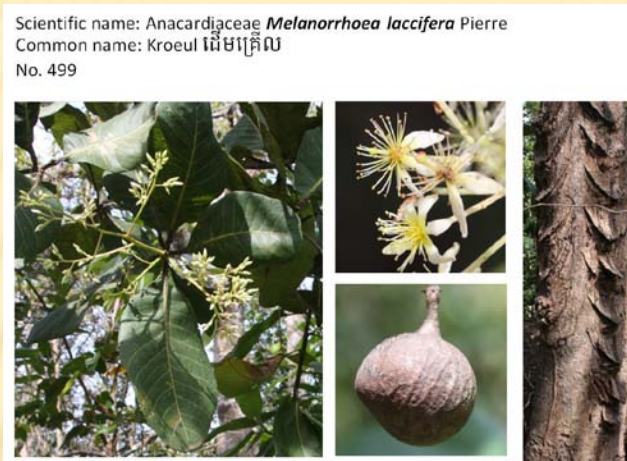 Scientific name: Anacardiaceae Melanorrhoea laccifera Pierre
Common name: Kroeul ដើមគ្រើល
No. 499